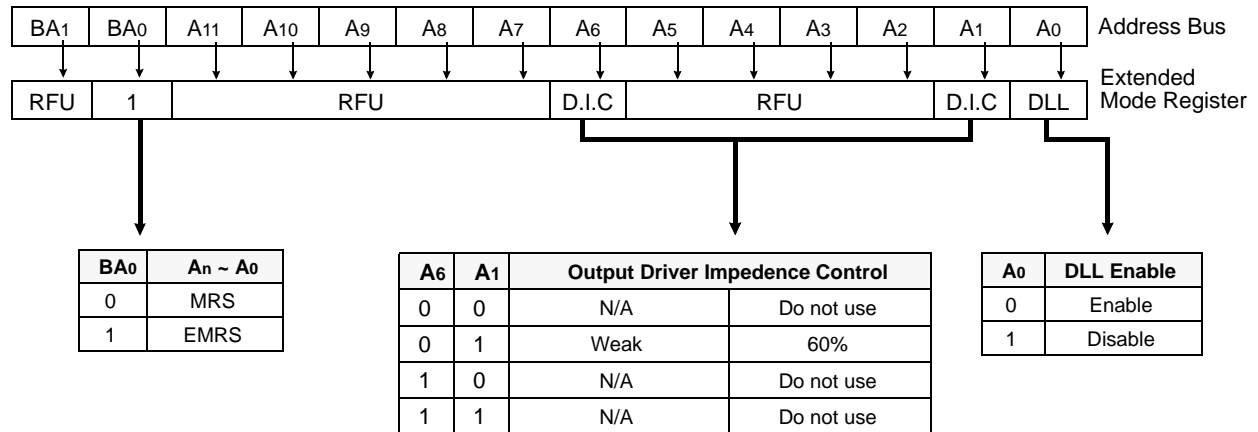 BA1 BA0 A11 A10 A9 A8 A7 A6 A5 A4 A3 A2 A1 A0 Address Bus
RFU 1 RFU D.I.C RFU D.I.C DLL Extended Mode Register
BA0 An ~ A0
0 MRS
1 EMRS
A6 A1 Output Driver Impedence Control
0 0 N/A Do not use
0 1 Weak 60%
1 0 N/A Do not use
1 1 N/A Do not use
A0 DLL Enable
0 Enable
1 Disable